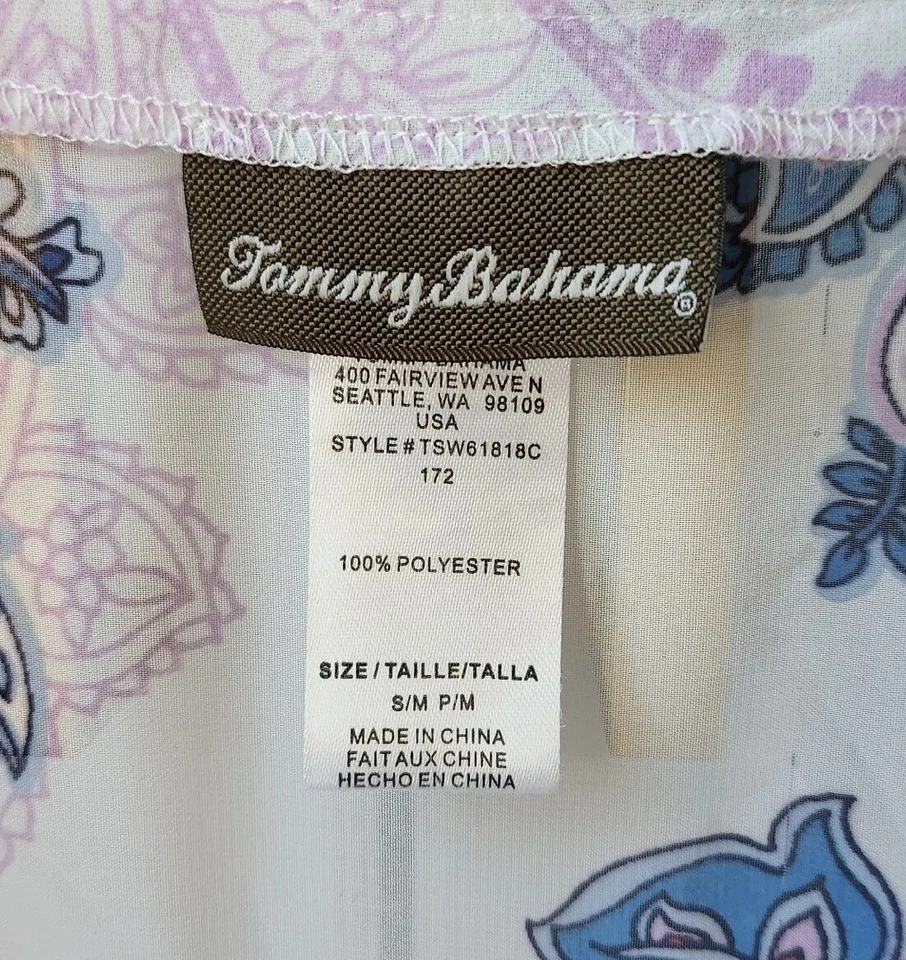 Tommy Bahama ®
BAHAMA
400 FAIRVIEW AVE N
SEATTLE, WA 98109
USA
STYLE # TSW61818C
172
100% POLYESTER
SIZE / TAILLE/TALLA
S/M P/M
MADE IN CHINA
FAIT AUX CHINE
HECHO EN CHINA